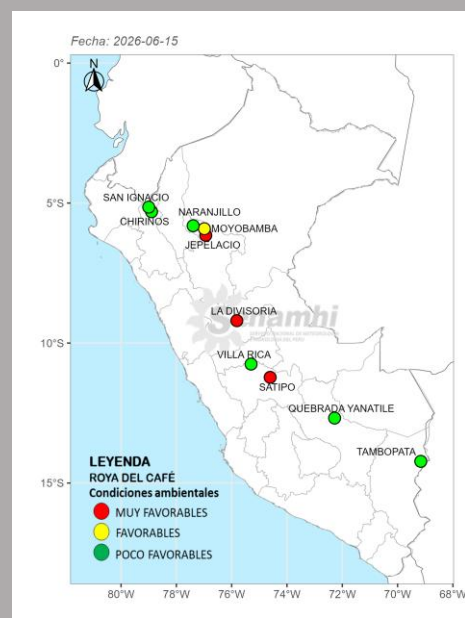 Fecha: 2026-06-15
N
0°
5°S
10°S
15°S
SAN IGNACIO
CHIRINOS
NARANJILLO
MOYOBAMBA
JEPELACIO
LA DIVISORIA
Senamhi
VILLA RICA
SATIPO
QUEBRADA YANATILE
TAMBOPATA
LEYENDA
ROYA DEL CAFÉ
Condiciones ambientales
MUY FAVORABLES
FAVORABLES
POCO FAVORABLES
80°W
78°W
76°W
74°W
72°W
70°W
68°W